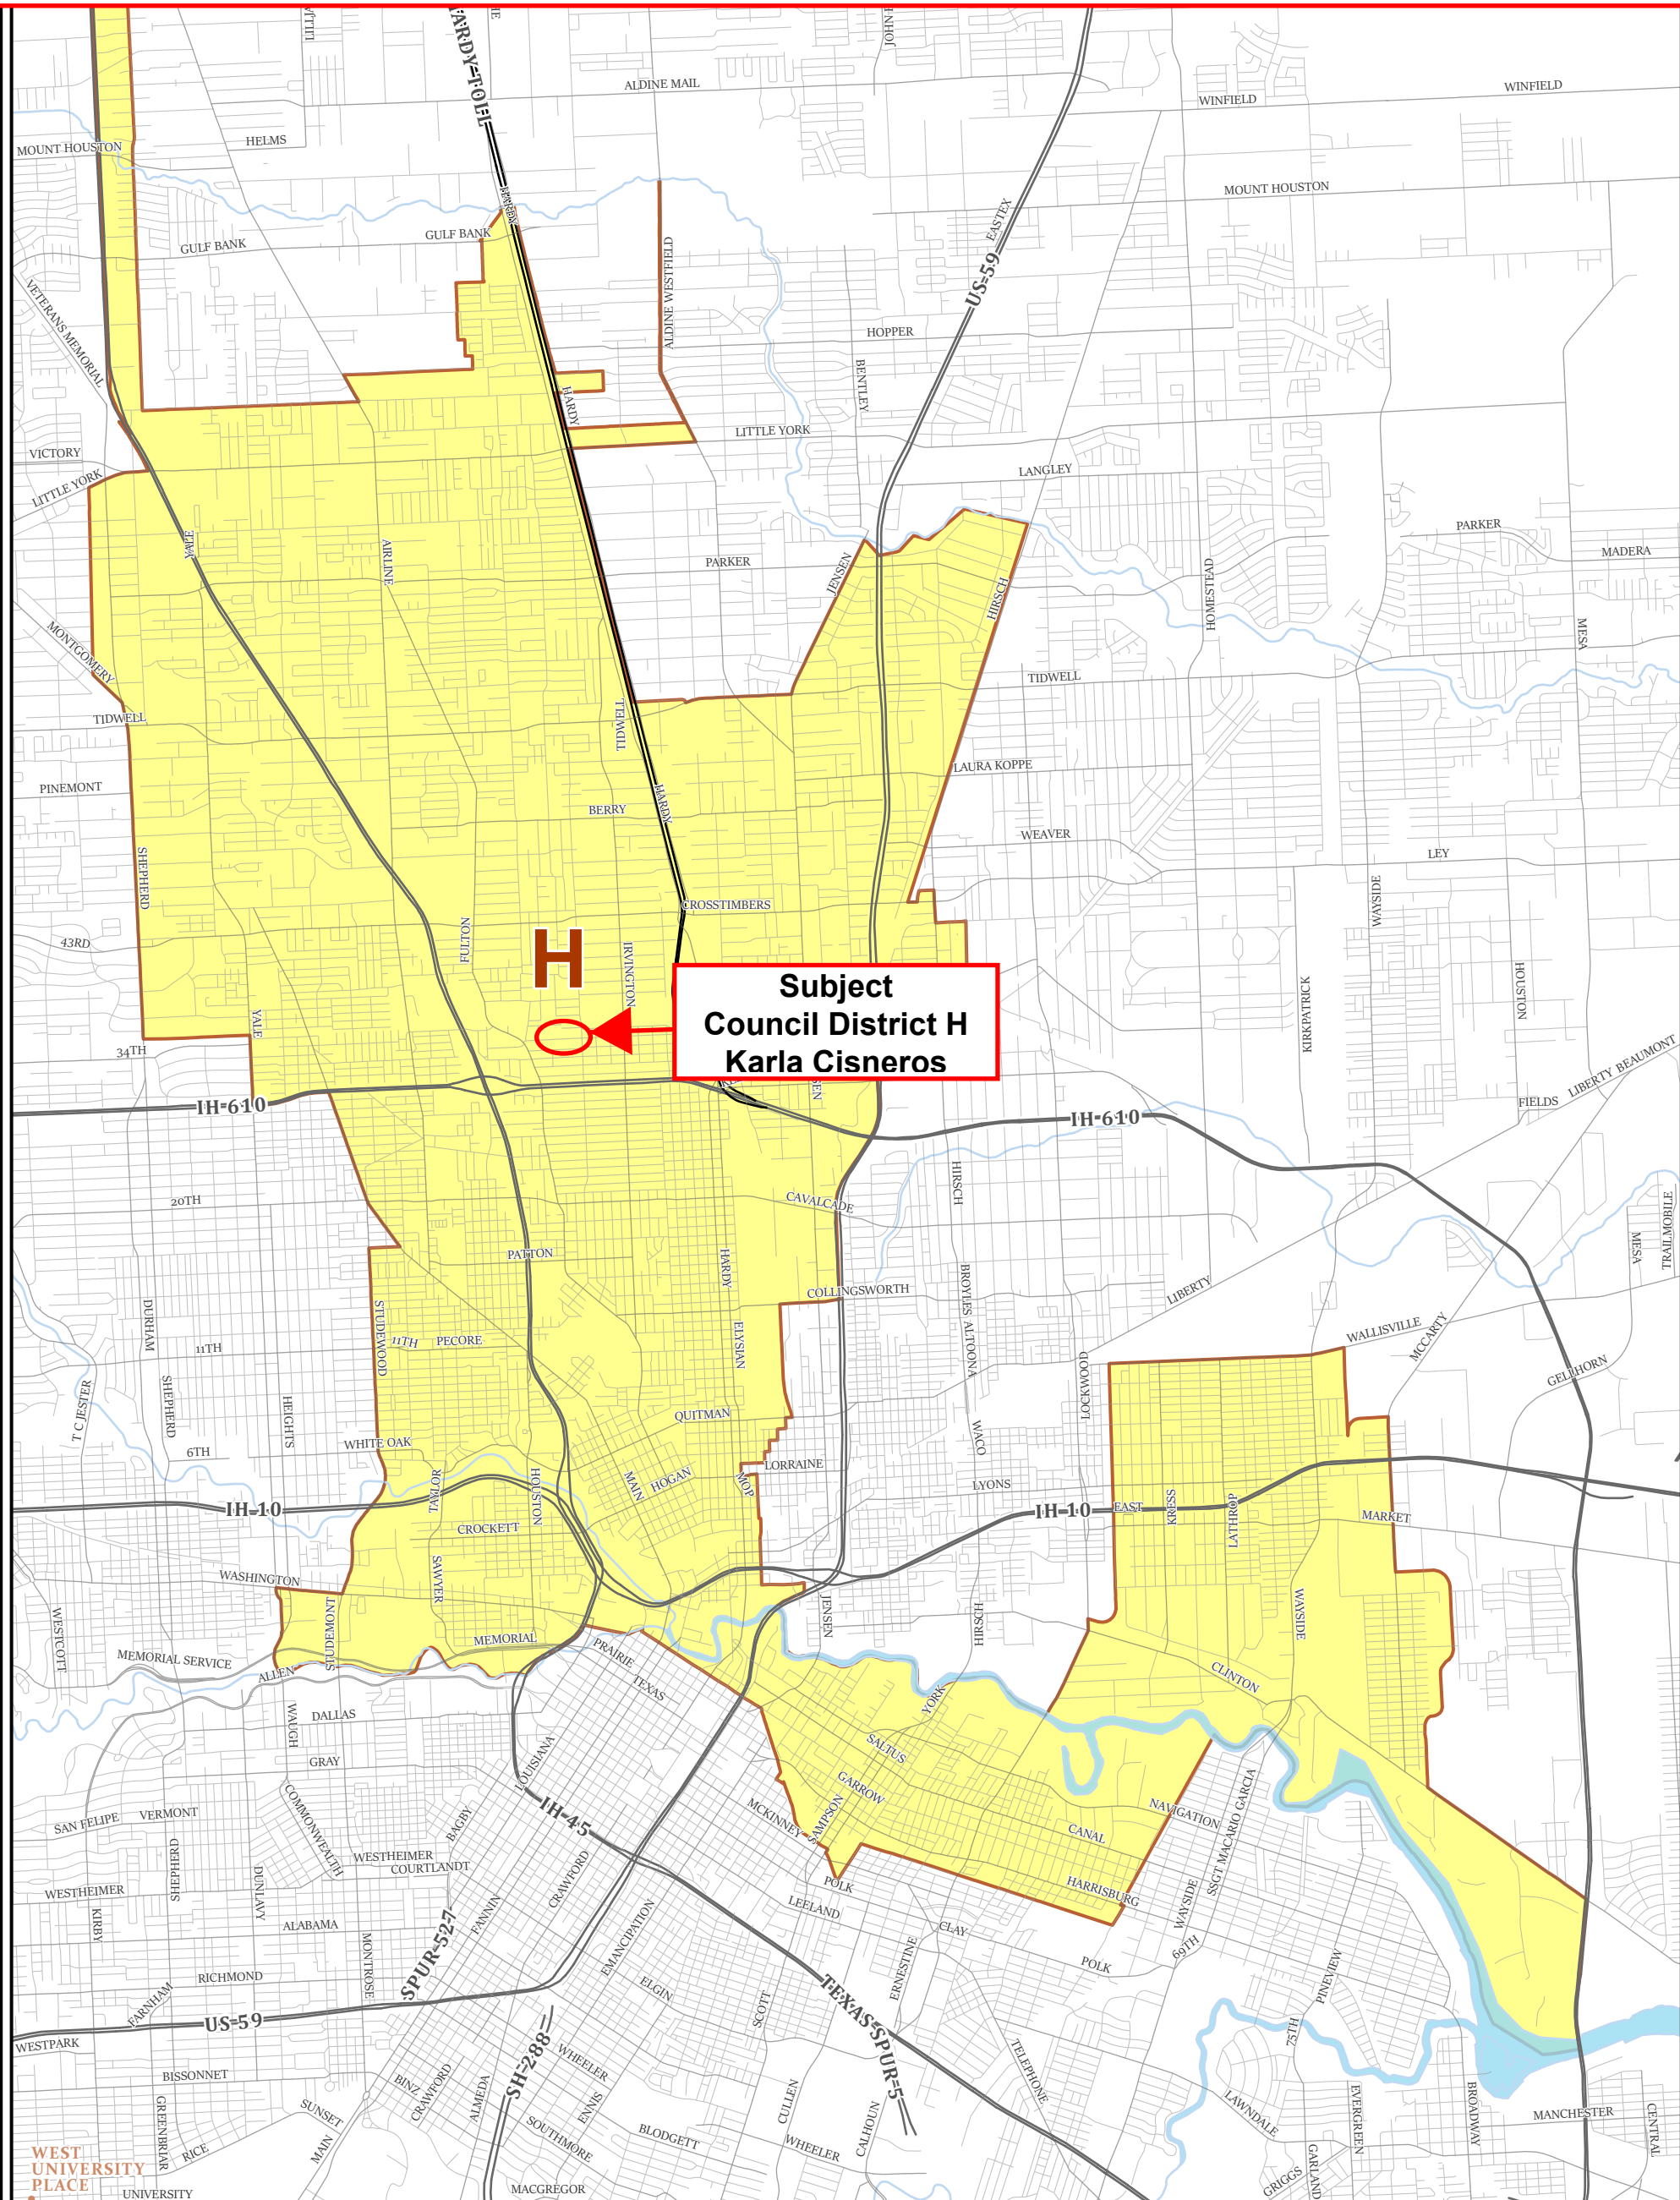 LILLJA
HARDY TOLL
JOHN
ALDINE MAIL
WINFIELD
WINFIELD
MOUNT HOUSTON
HELMS
HARDY
MOUNT HOUSTON
GULF BANK
GULF BANK
EASTEX
US 59
ALDINE WESTFIELD
VETERANS MEMORIAL
HOPPER
BENTLEY
HARDY
LITTLE YORK
VICTORY
LITTLE YORK
LANGLEY
YALE
AIRLINE
PARKER
JENSEN
HIRSCH
HOMESTEAD
PARKER
MADERA
MESA
MONTGOMERY
TIDWELL
TIDWELL
TIDWELL
PINEMONT
LAURA KOPPE
BERRY
HARDY
WEAVER
LEY
SHEPHERD
CROSSTIMBERS
WAYSIDE
43RD
FULTON
H
IRVINGTON
Subject
Council District H
Karla Cisneros
KIRKPATRICK
HOUSTON
YALE
34TH
SEN
LIBERTY BEAUMONT
FIELDS
IH 610
IH 610
HIRSCH
20TH
CAVALCADE
PATTON
HARDY
COLLINGSWORTH
BROYLES ALTOONA
LIBERTY
MESA
TRAILMOBILE
DURHAM
STUDEWOOD
11TH
11TH
PECORE
ELYSIAN
WALLISVILLE
MCCARTY
GELLHORN
LOCKWOOD
T C JESTER
SHEPHERD
HEIGHTS
QUITMAN
WACO
6TH
WHITE OAK
LORRAINE
TAYLOR
HOUSTON
MAIN
HOGAN
MOP
LYONS
IH 10
IH 10
EAST
KRESS
LATHROP
MARKET
CROCKETT
WASHINGTON
SAWYER
WESTCOTT
STUDEMONT
JENSEN
HIRSCH
WAYSIDE
MEMORIAL
MEMORIAL SERVICE
ALLEN
PRAIRIE
TEXAS
CLINTON
YORK
WAUGH
DALLAS
GRAY
LOUISIANA
SALTUS
GARROW
SAN FELIPE
VERMONT
COMMONWEALTH
BAGBY
IH 45
MCKINNEY
SAMPSON
NAVIGATION
CANAL
SSGT MACARIO GARCIA
SHEPHERD
WESTHEIMER
COURTLANDT
WESTHEIMER
KIRBY
DUNLAVY
ALABAMA
FANNIN
CRAWFORD
POLK
LEELAND
HARRISBURG
WAYSIDE
CLAY
69TH
MONTROSE
SPUR 527
EMANCIPATION
ERNESTINE
POLK
RICHMOND
FARNHAM
ELGIN
SCOTT
TEXAS SPUR 5
PINEVIEW
US 59
WESTPARK
75TH
BISSONNET
SH 288
WHEELER
TELEPHONE
BINZ
CRAWFORD
ALMEDA
ENNIS
CULLEN
CALHOUN
LAWNDALE
EVERGREEN
BROADWAY
MANCHESTER
CENTRAL
GREENBRIAR
SUNSET
RICE
MAIN
SOUTHMORE
BLODGETT
WHEELER
WEST
UNIVERSITY
PLACE
UNIVERSITY
MACGREGOR
GRIGGS
GARLAND